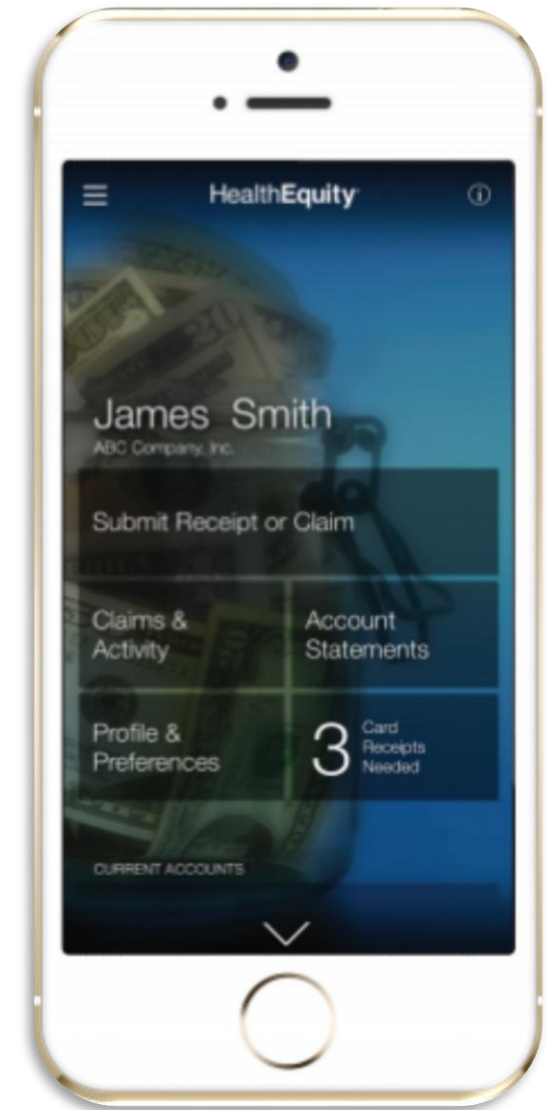 HealthEquity
James Smith
ABC Company, Inc.
Submit Receipt or Claim
Claims &
Activity
Account
Statements
Profile &
Preferences
3
Card
Receipts
Needed
CURRENT ACCOUNTS